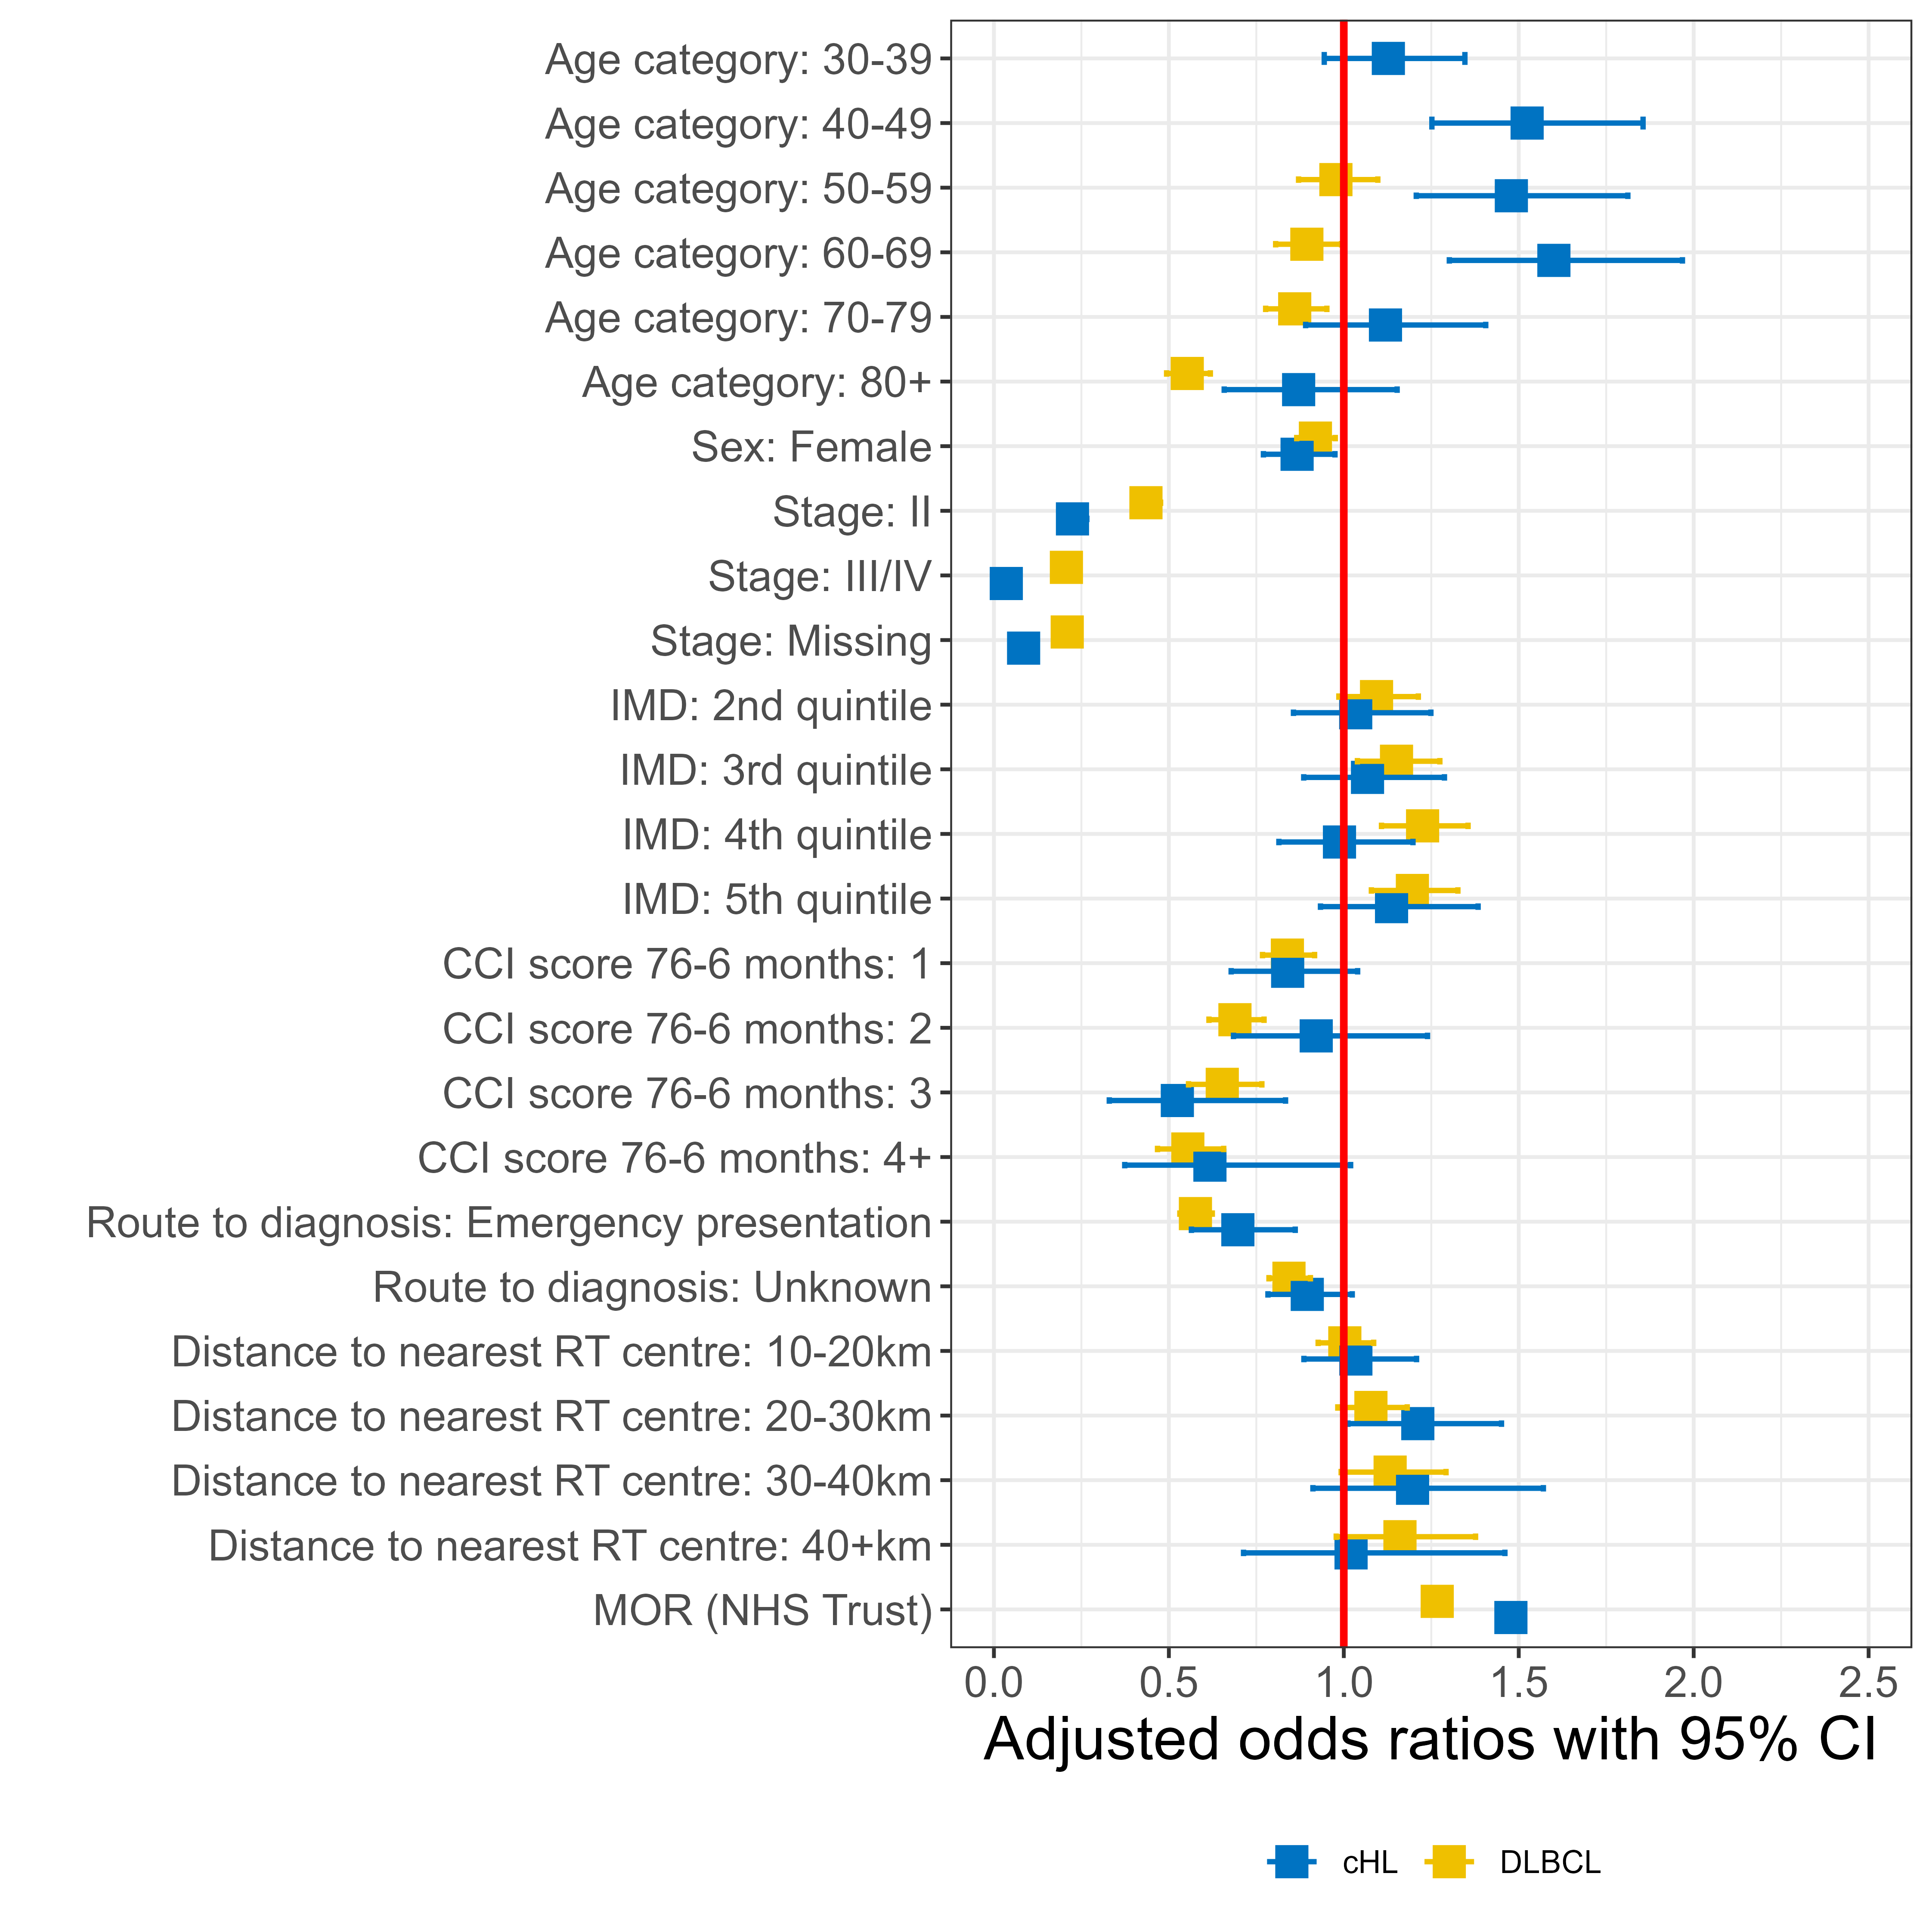 Age category: 30-39
Age category: 40-49
Age category: 50-59
Age category: 60-69
Age category: 70-79
Age category: 80+
Sex: Female
Stage: II
Stage: III/IV
Stage: Missing
IMD: 2nd quintile
IMD: 3rd quintile
IMD: 4th quintile
IMD: 5th quintile
CCI score 76-6 months: 1
CCI score 76-6 months: 2
CCI score 76-6 months: 3
CCI score 76-6 months: 4+
Route to diagnosis: Emergency presentation
Route to diagnosis: Unknown
Distance to nearest RT centre: 10-20km
Distance to nearest RT centre: 20-30km
Distance to nearest RT centre: 30-40km
Distance to nearest RT centre: 40+km
MOR (NHS Trust)
0.0 0.5 1.0 1.5 2.0 2.5
Adjusted odds ratios with 95% CI
cHL DLBCL